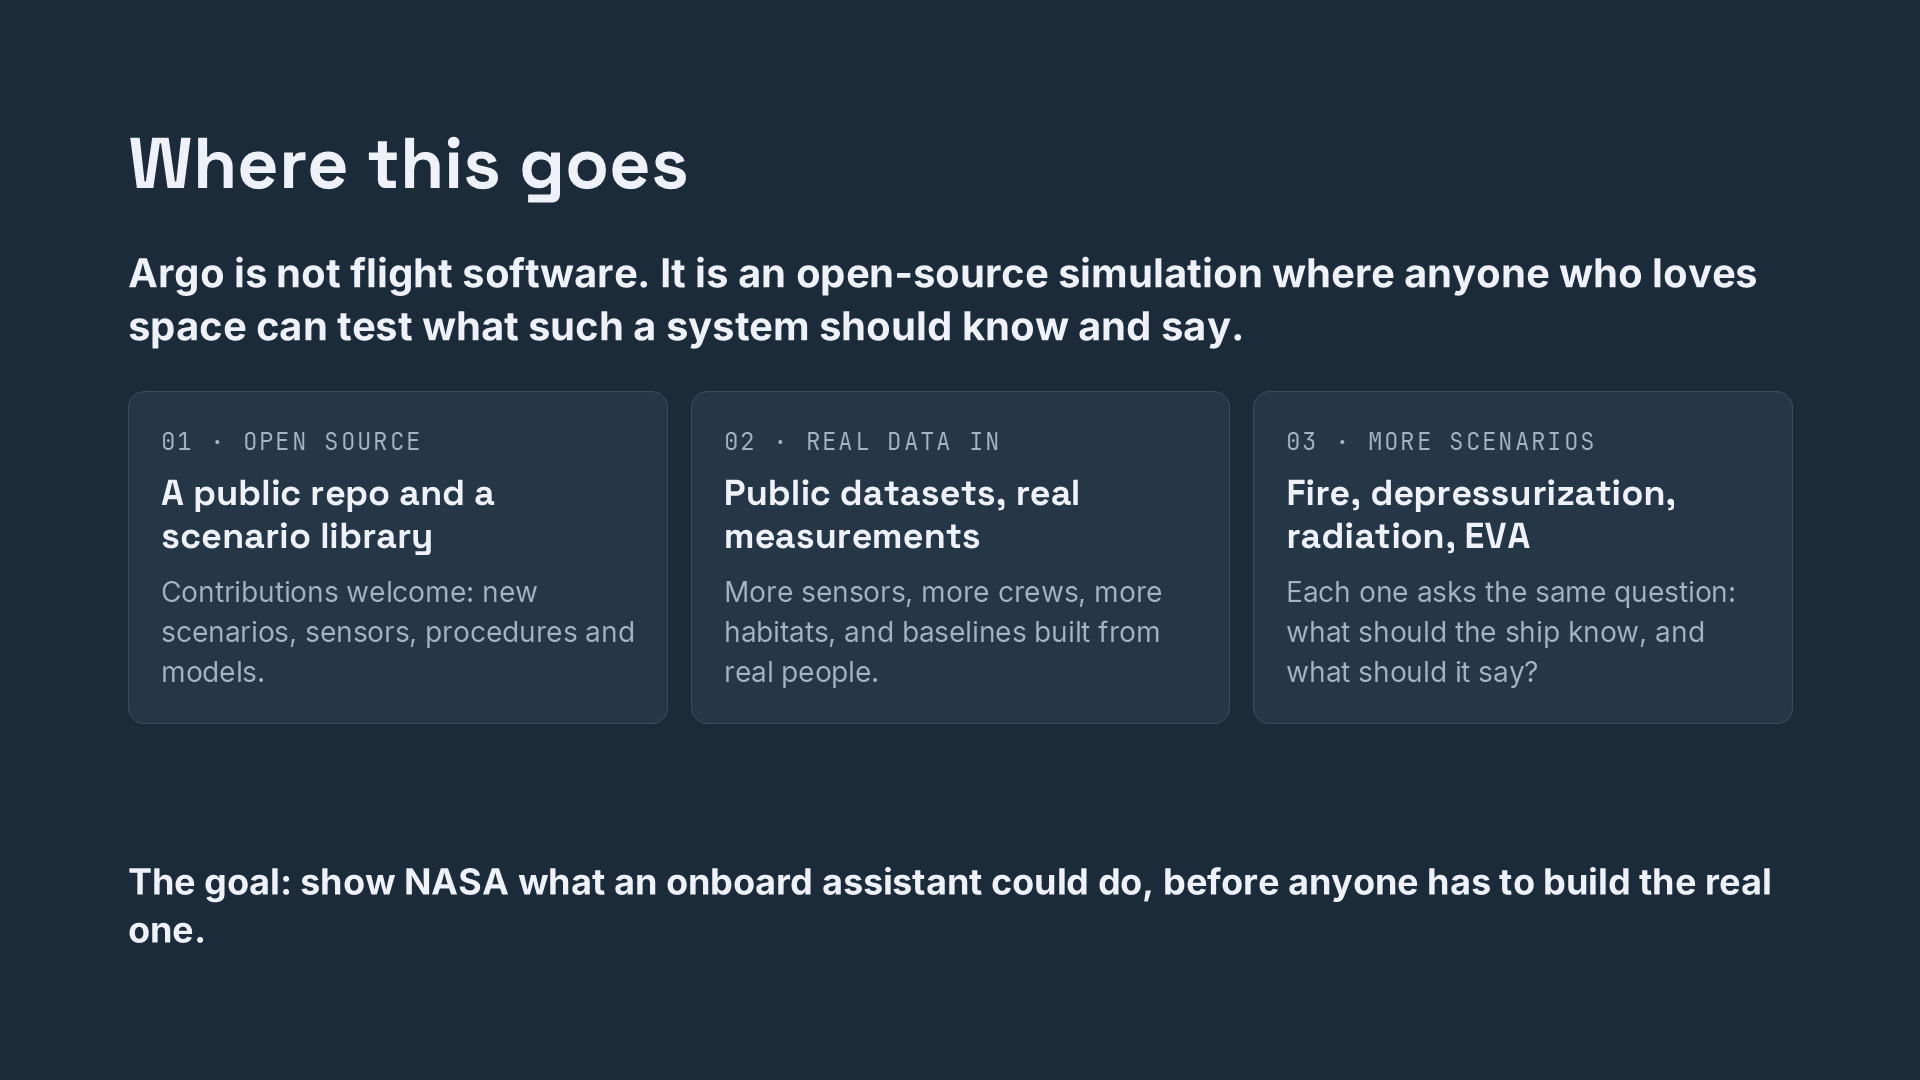 Where this goes
Argo is not flight software. It is an open-source simulation where anyone who loves
space can test what such a system should know and say.
01 · OPEN SOURCE
A public repo and a
scenario library
Contributions welcome: new
scenarios, sensors, procedures and
models.
02 · REAL DATA IN
Public datasets, real
measurements
More sensors, more crews, more
habitats, and baselines built from
real people.
03 · MORE SCENARIOS
Fire, depressurization,
radiation, EVA
Each one asks the same question:
what should the ship know, and
what should it say?
The goal: show NASA what an onboard assistant could do, before anyone has to build the real
one.